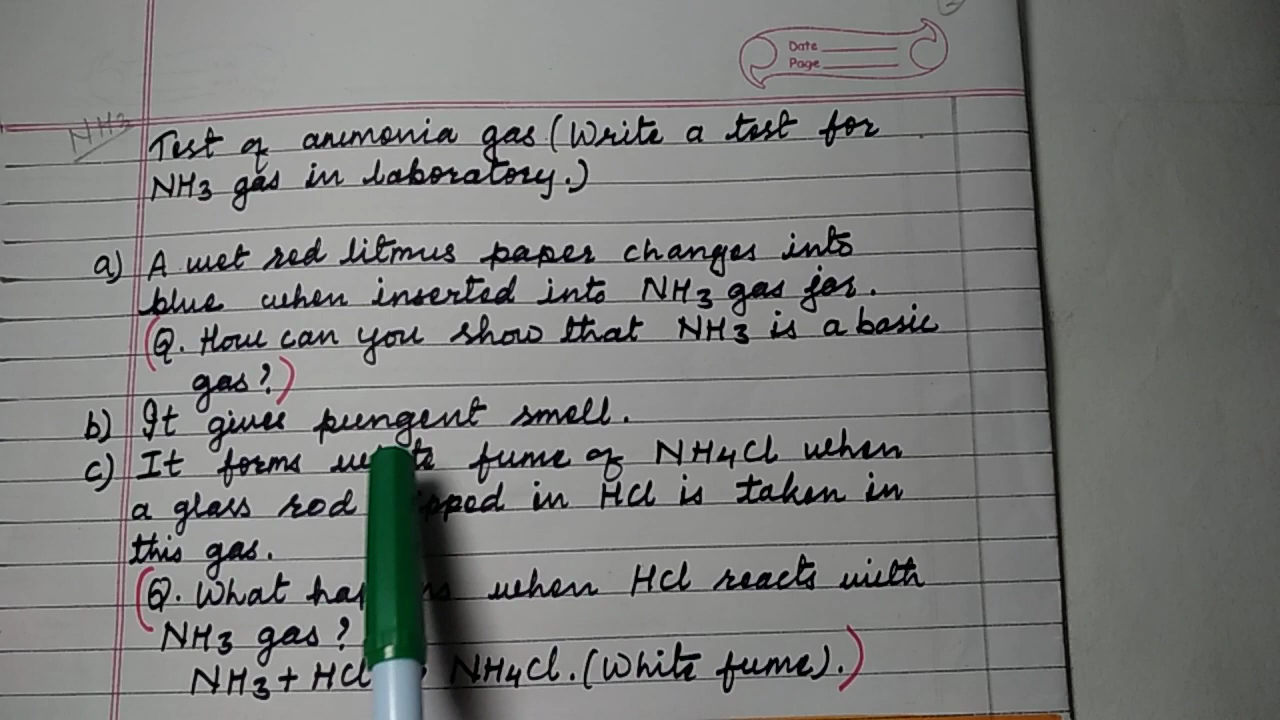 Date
Page
NH3
Test of ammonia gas (Write a test for
NH3 gas in laboratory.)
a) A wet red litmus paper changes into
blue when inserted into NH3 gas jar.
(Q. How can you show that NH3 is a basic
gas?)
b) It gives pungent smell.
c) It forms white fume of NH4Cl when
a glass rod in HCl is taken in
this gas.
(Q. What when HCl reacts with
NH3 gas?
NH3 + HCl NH4Cl. (White fume).)